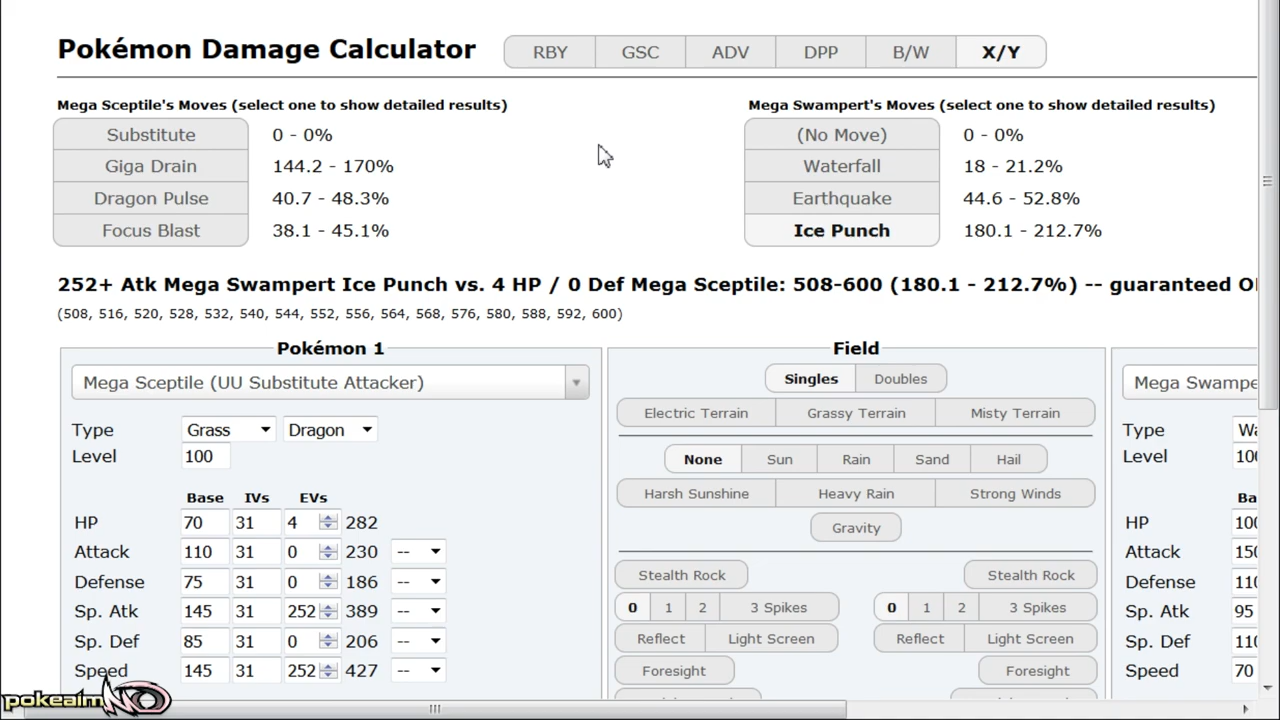 Pokémon Damage Calculator RBY GSC ADV DPP B/W X/Y
Mega Sceptile's Moves (select one to show detailed results)
Substitute 0 - 0%
Giga Drain 144.2 - 170%
Dragon Pulse 40.7 - 48.3%
Focus Blast 38.1 - 45.1%
Mega Swampert's Moves (select one to show detailed results)
(No Move) 0 - 0%
Waterfall 18 - 21.2%
Earthquake 44.6 - 52.8%
Ice Punch 180.1 - 212.7%
252+ Atk Mega Swampert Ice Punch vs. 4 HP / 0 Def Mega Sceptile: 508-600 (180.1 - 212.7%) -- guaranteed
(508, 516, 520, 528, 532, 540, 544, 552, 556, 564, 568, 576, 580, 588, 592, 600)
Pokémon 1
Mega Sceptile (UU Substitute Attacker)
Type Grass Dragon
Level 100
Base IVs EVs
HP 70 31 4 282
Attack 110 31 0 230 --
Defense 75 31 0 186 --
Sp. Atk 145 31 252 389 --
Sp. Def 85 31 0 206 --
Speed 145 31 252 427 --
Field
Singles Doubles
Electric Terrain Grassy Terrain Misty Terrain
None Sun Rain Sand Hail
Harsh Sunshine Heavy Rain Strong Winds
Gravity
Stealth Rock Stealth Rock
0 1 2 3 Spikes 0 1 2 3 Spikes
Reflect Light Screen Reflect Light Screen
Foresight Foresight
Mega Swampe
Type Wa
Level 100
Ba
HP 100
Attack 150
Defense 110
Sp. Atk 95
Sp. Def 110
Speed 70
pokeaimMD